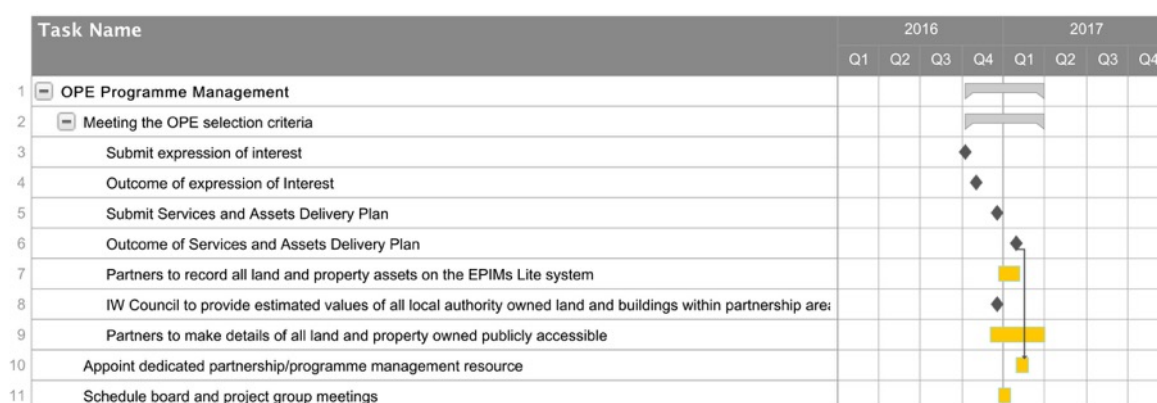 Task Name
2016 2017
Q1 Q2 Q3 Q4 Q1 Q2 Q3 Q4
1 OPE Programme Management
2 Meeting the OPE selection criteria
3 Submit expression of interest
4 Outcome of expression of Interest
5 Submit Services and Assets Delivery Plan
6 Outcome of Services and Assets Delivery Plan
7 Partners to record all land and property assets on the EPIMs Lite system
8 IW Council to provide estimated values of all local authority owned land and buildings within partnership area
9 Partners to make details of all land and property owned publicly accessible
10 Appoint dedicated partnership/programme management resource
11 Schedule board and project group meetings